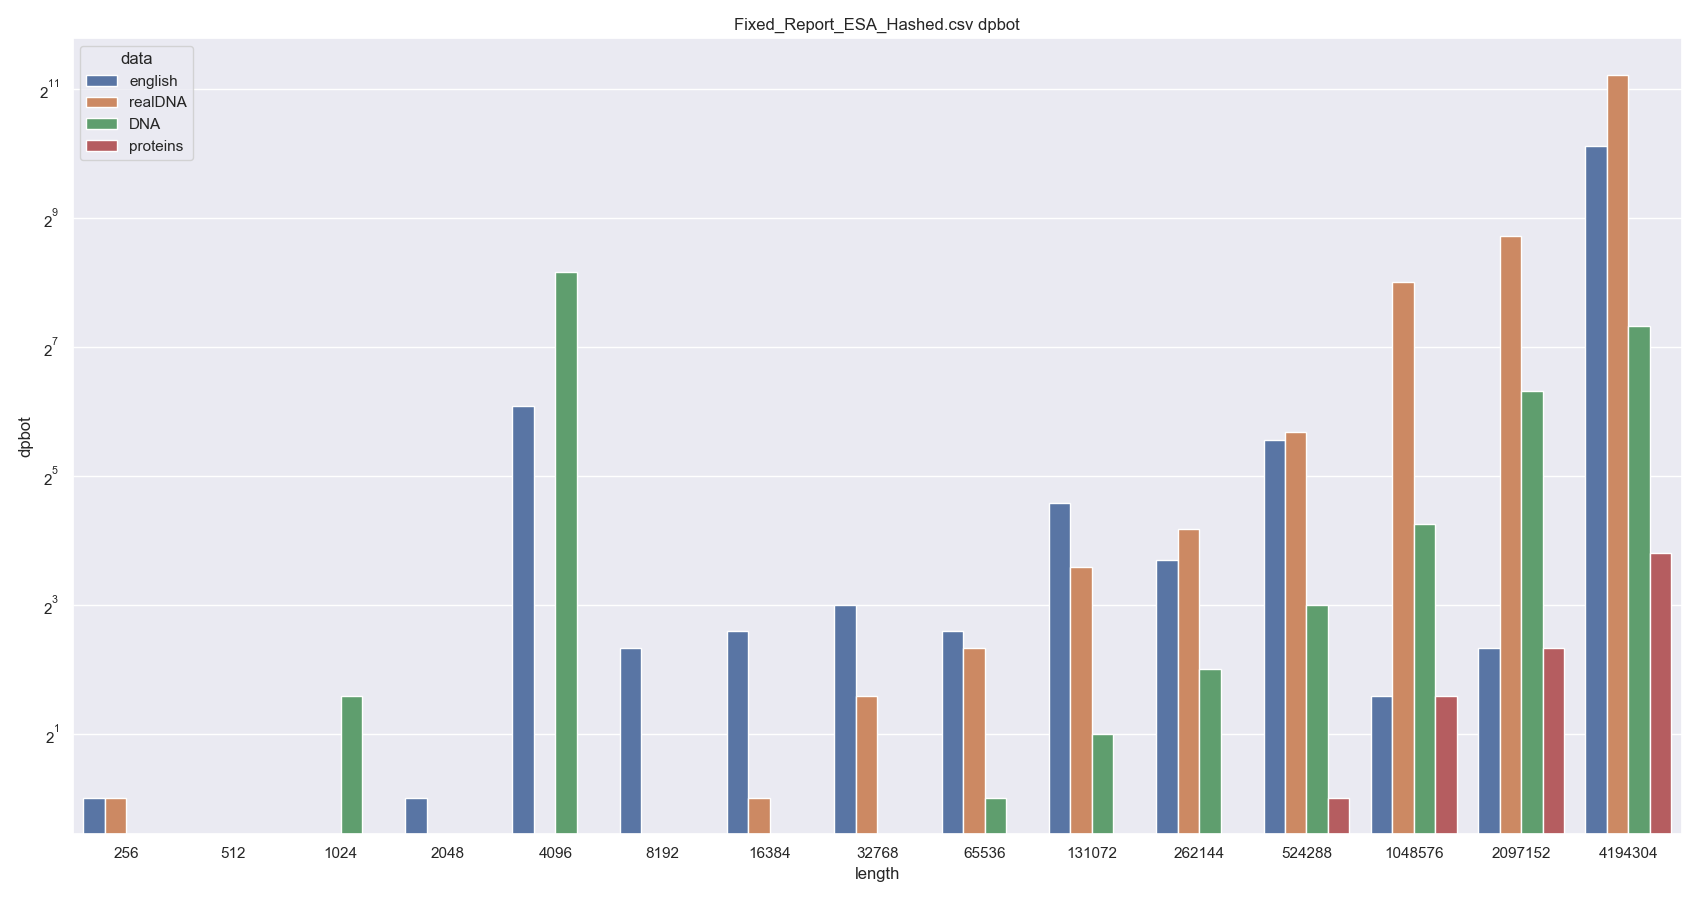 Fixed_Report_ESA_Hashed.csv dpbot
data
english
realDNA
DNA
proteins
2^11
2^9
2^7
2^5
2^3
2^1
dpbot
256 512 1024 2048 4096 8192 16384 32768 65536 131072 262144 524288 1048576 2097152 4194304
length